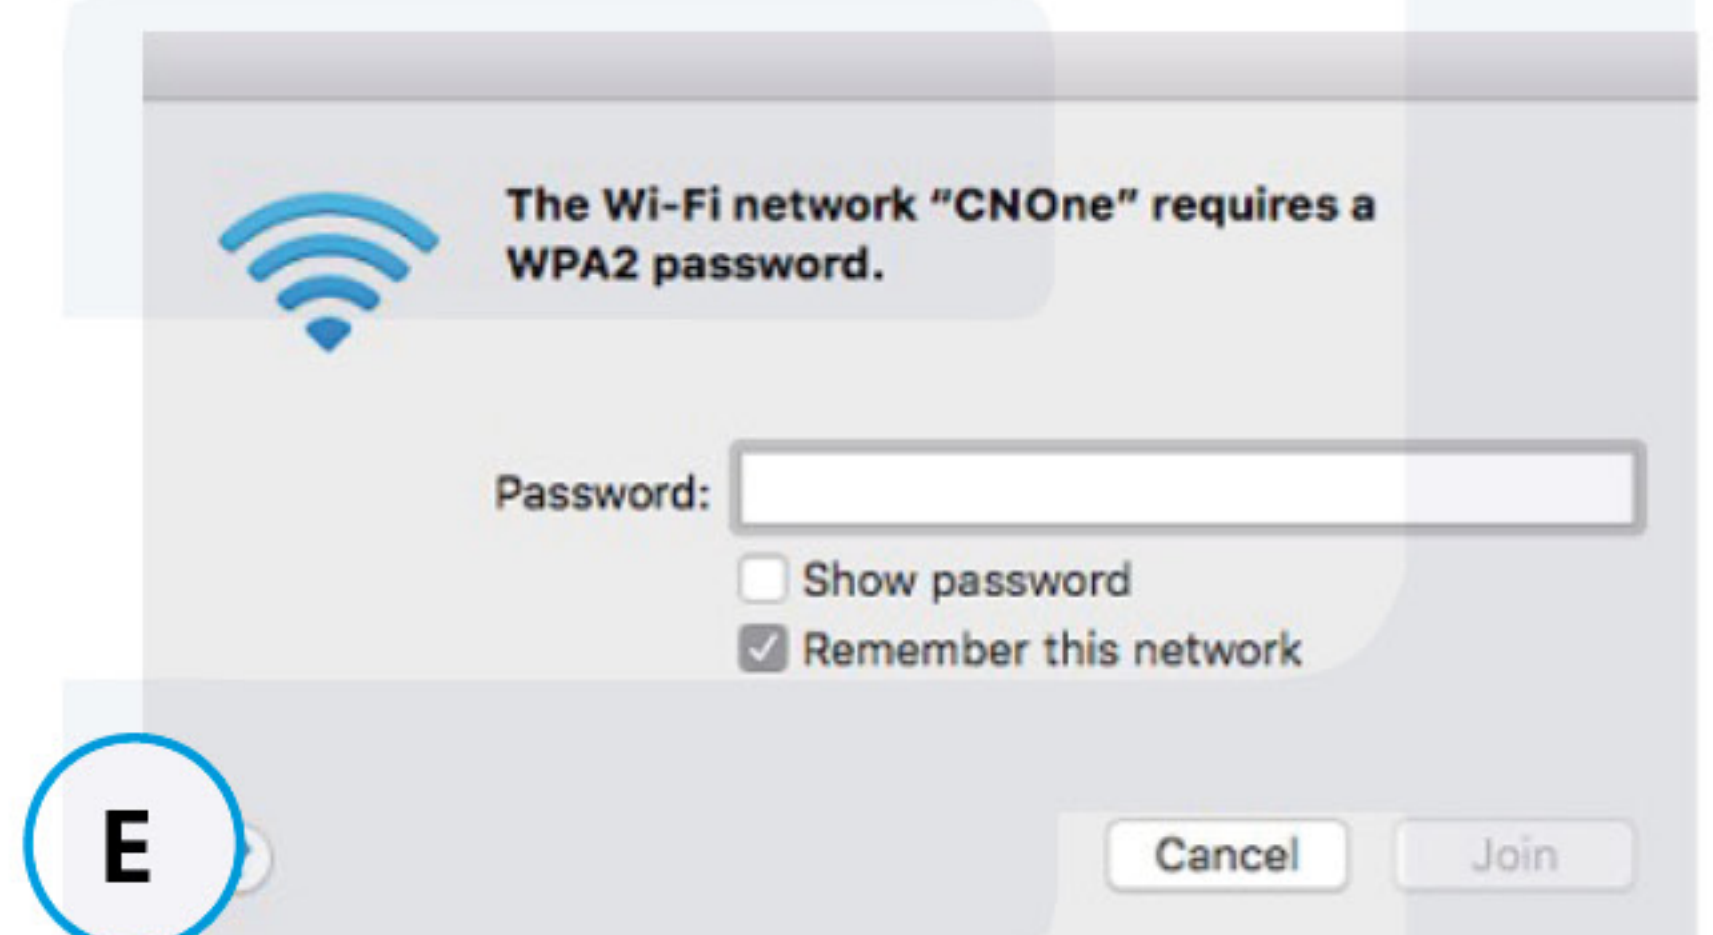 The Wi-Fi network “CNOne” requires a
WPA2 password.
Password:
Show password
Remember this network
E
Cancel Join